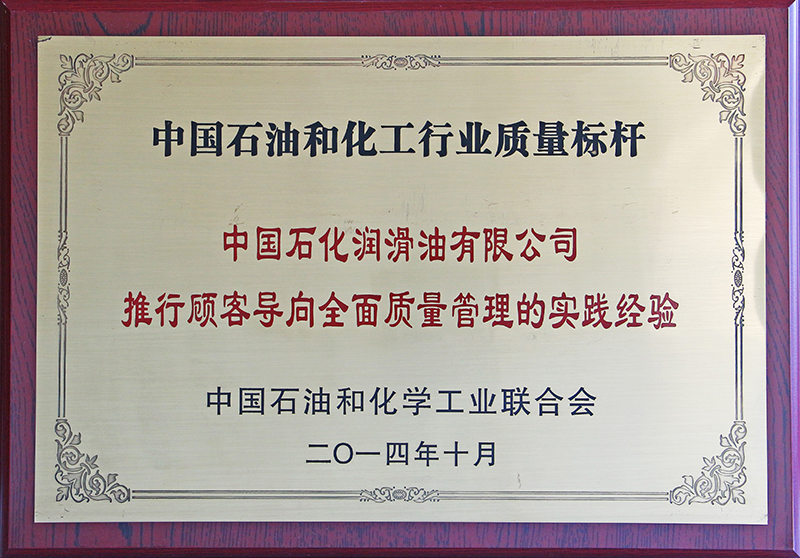 中国石油和化工行业质量标杆
中国石化润滑油有限公司
推行顾客导向全面质量管理的实践经验
中国石油和化学工业联合会
二〇一四年十月